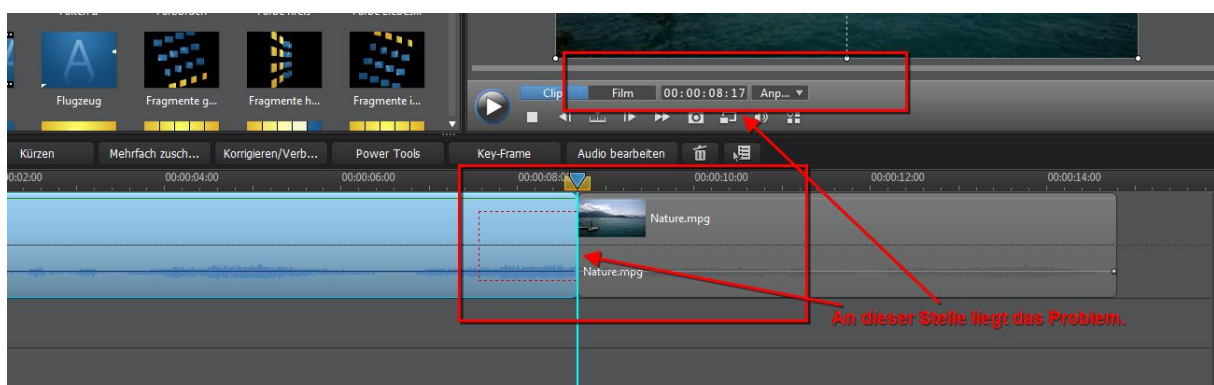 Flugzeug
Fragmente g...
Fragmente h...
Fragmente i...
Clip
Film
00:00:08:17
Anp...
Kürzen
Mehrfach zusch...
Korrigieren/Verb...
Power Tools
Key-Frame
Audio bearbeiten
00:00:04:00
00:00:06:00
00:00:10:00
00:00:12:00
00:00:14:00
Nature.mpg
Nature.mpg
An dieser Stelle liegt das Problem.